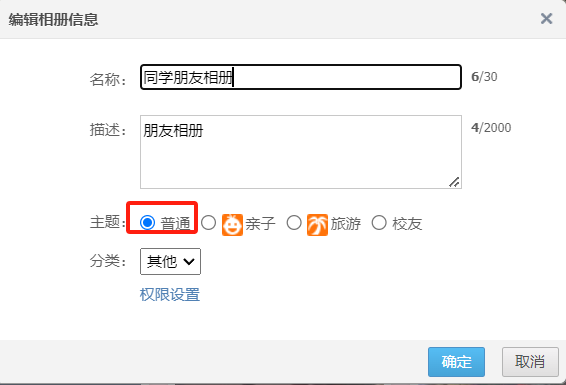 编辑相册信息
名称： 同学朋友相册 6/30
描述： 朋友相册 4/2000
主题： 普通 亲子 旅游 校友
分类： 其他
权限设置
确定 取消